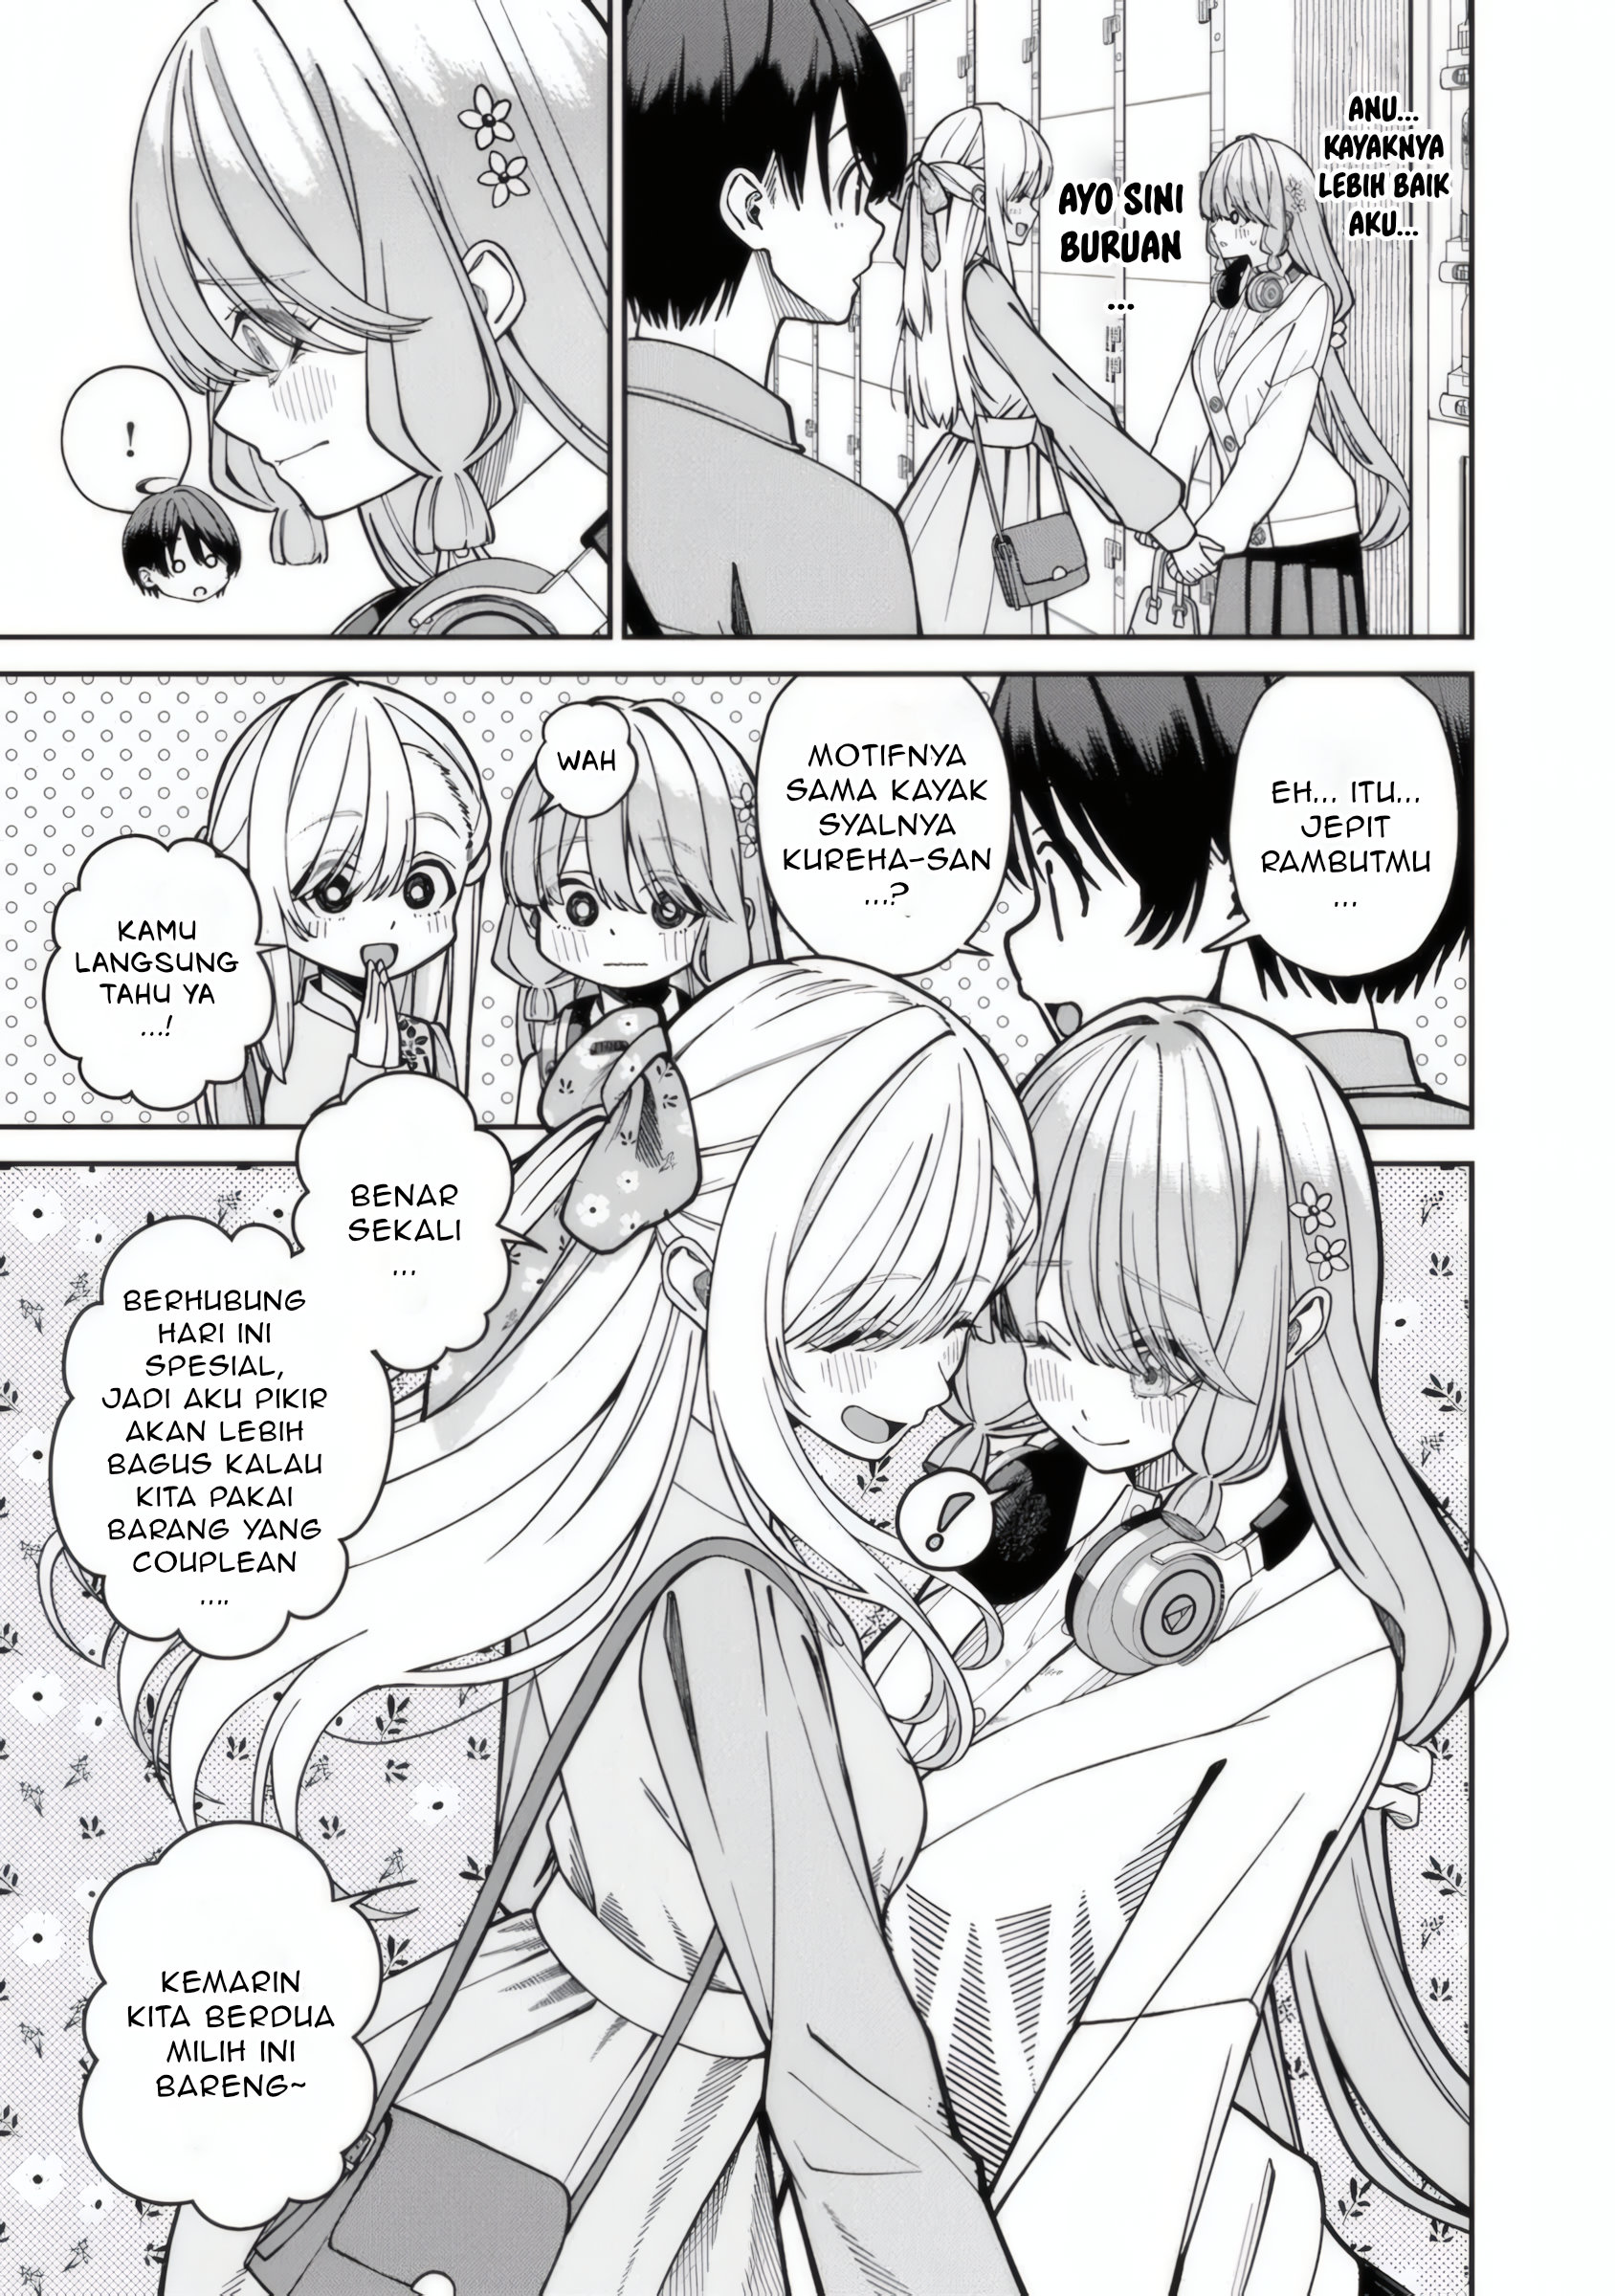 ANU...
KAYAKNYA
LEBIH BAIK
AKU...
AYO SINI
BURUAN
...
!
EH... ITU...
JEPIT
RAMBUTMU
...
MOTIFNYA
SAMA KAYAK
SYALNYA
KUREHA-SAN
...?
WAH
KAMU
LANGSUNG
TAHU YA
...!
BENAR
SEKALI
...
BERHUBUNG
HARI INI
SPESIAL,
JADI AKU PIKIR
AKAN LEBIH
BAGUS KALAU
KITA PAKAI
BARANG YANG
COUPLEAN
....
!
KEMARIN
KITA BERDUA
MILIH INI
BARENG~